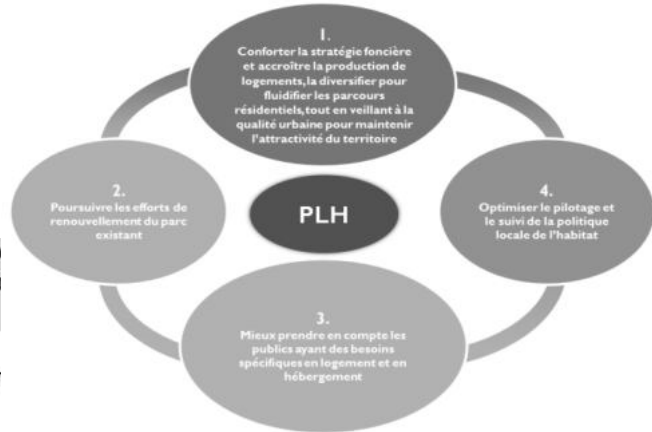 1.
Conforter la stratégie foncière
et accroître la production de
logements, la diversifier pour
fluidifier les parcours
résidentiels, tout en veillant à la
qualité urbaine pour maintenir
l'attractivité du territoire
2.
Poursuivre les efforts de
renouvellement du parc
existant
PLH
4.
Optimiser le pilotage et
le suivi de la politique
locale de l'habitat
3.
Mieux prendre en compte les
publics ayant des besoins
spécifiques en logement et en
hébergement